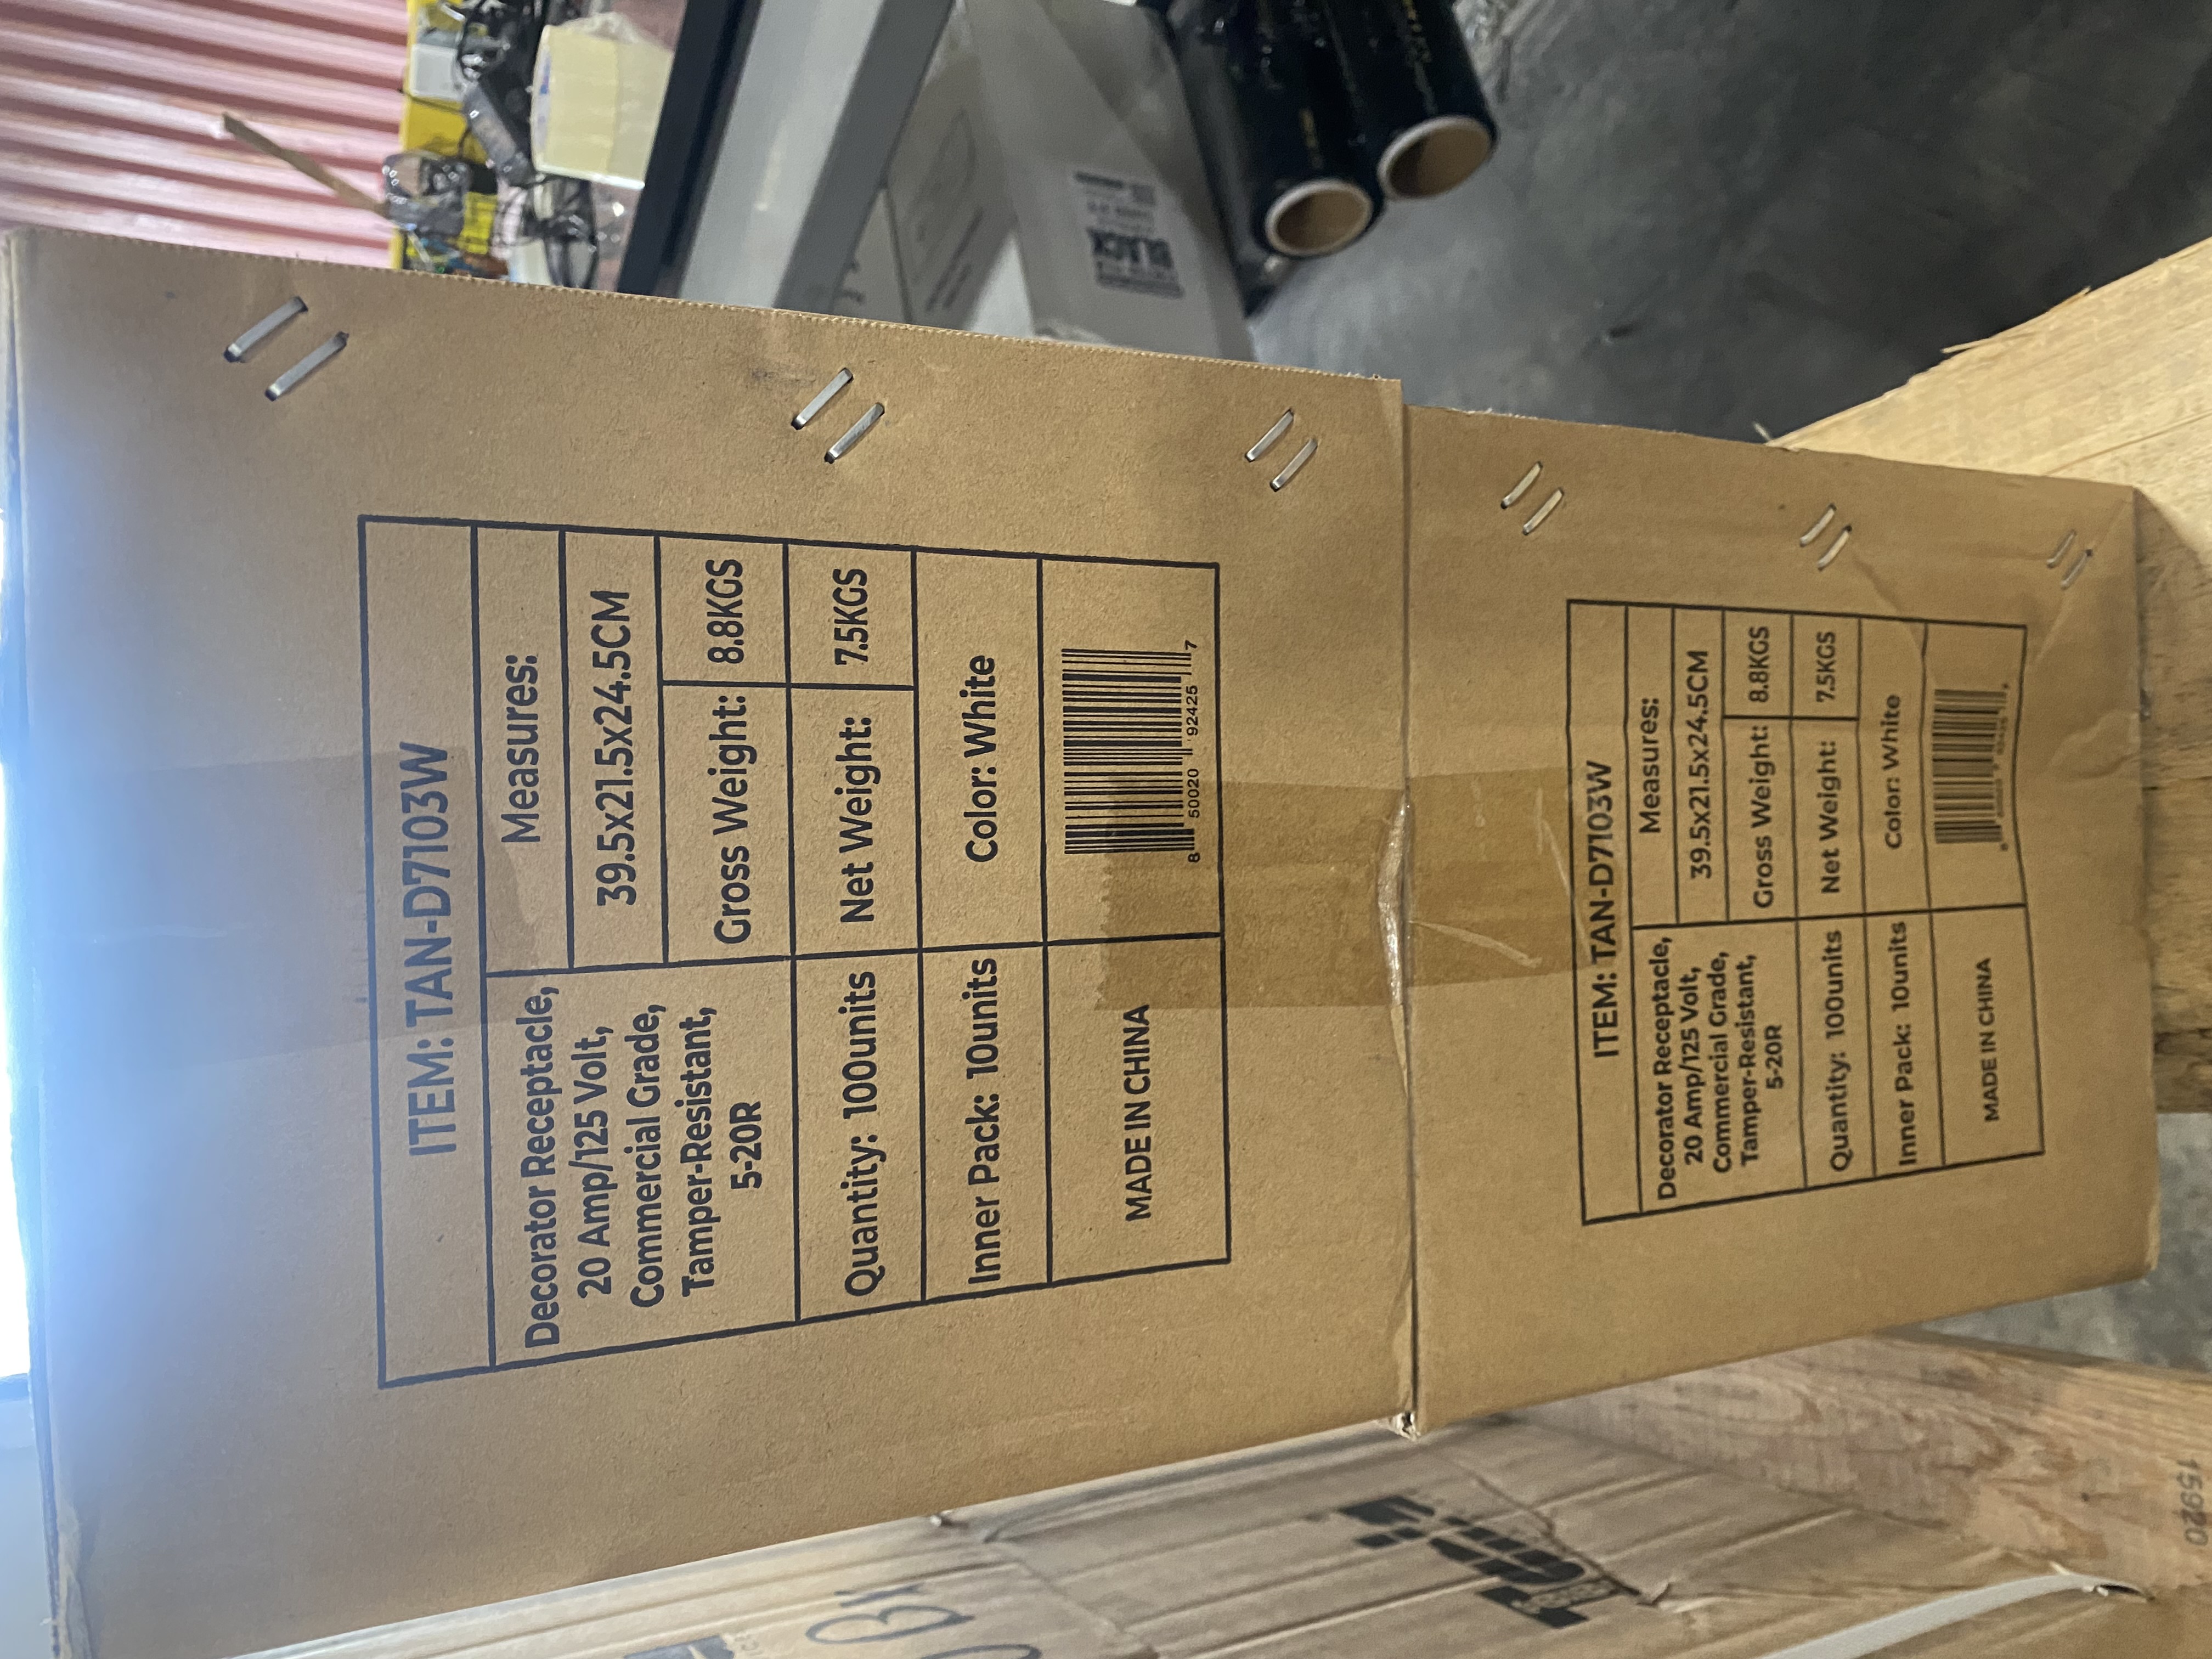 ITEM: TAN-D7103W
Decorator Receptacle,
20 Amp/125 Volt,
Commercial Grade,
Tamper-Resistant,
5-20R
Measures:
39.5x21.5x24.5CM
Gross Weight: 8.8KGS
Quantity: 100units
Net Weight: 7.5KGS
Inner Pack: 10units
Color: White
MADE IN CHINA
8 50020 92425 7
ITEM: TAN-D7103W
Decorator Receptacle,
20 Amp/125 Volt,
Commercial Grade,
Tamper-Resistant,
5-20R
Measures:
39.5x21.5x24.5CM
Gross Weight: 8.8KGS
Quantity: 100units
Net Weight: 7.5KGS
Inner Pack: 10units
Color: White
MADE IN CHINA
BLACK
15920